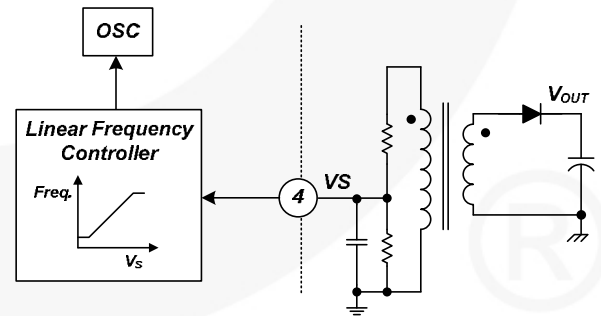 OSC
Linear Frequency
Controller
Freq.
VS
4
VS
VOUT
R